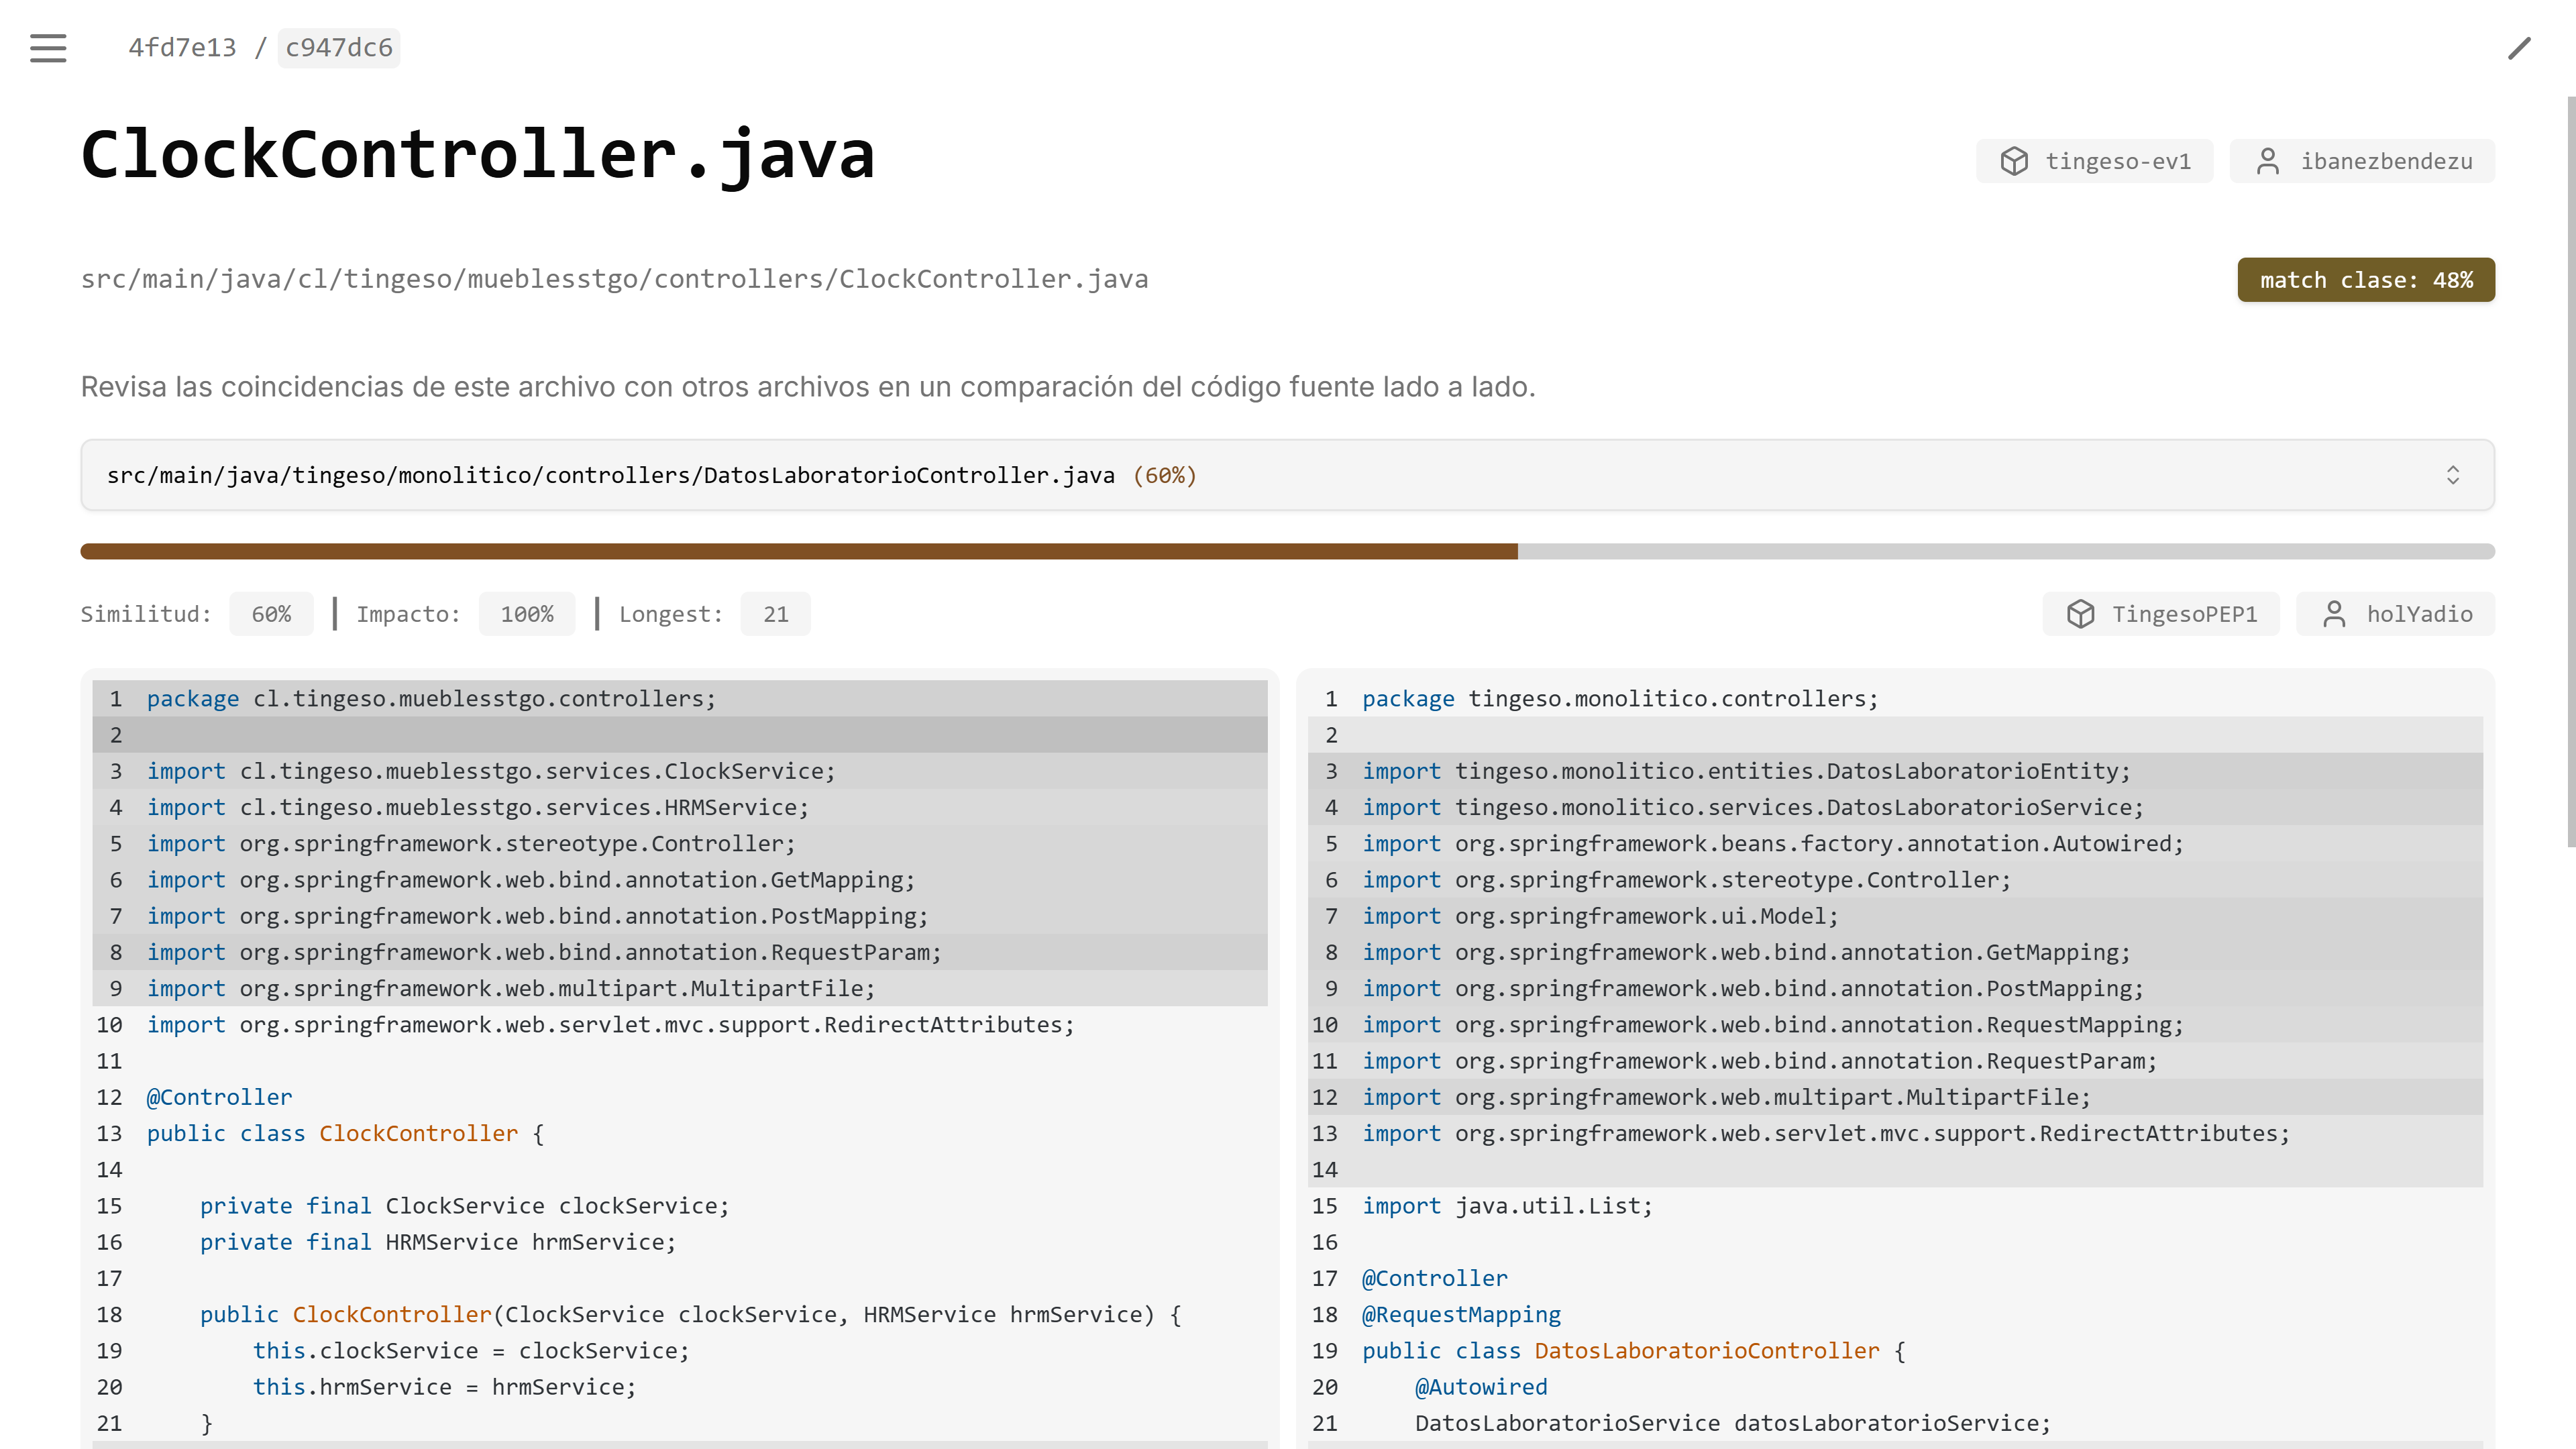 4fd7e13 / c947dc6
ClockController.java
tingeso-ev1
ibanezbendezu
src/main/java/cl/tingeso/mueblesstgo/controllers/ClockController.java
match clase: 48%
Revisa las coincidencias de este archivo con otros archivos en un comparación del código fuente lado a lado.
src/main/java/tingeso/monolitico/controllers/DatosLaboratorioController.java (60%)
Similitud: 60% | Impacto: 100% | Longest: 21
TingesoPEP1
holYadio
1 package cl.tingeso.mueblesstgo.controllers;
2
3 import cl.tingeso.mueblesstgo.services.ClockService;
4 import cl.tingeso.mueblesstgo.services.HRMService;
5 import org.springframework.stereotype.Controller;
6 import org.springframework.web.bind.annotation.GetMapping;
7 import org.springframework.web.bind.annotation.PostMapping;
8 import org.springframework.web.bind.annotation.RequestParam;
9 import org.springframework.web.multipart.MultipartFile;
10 import org.springframework.web.servlet.mvc.support.RedirectAttributes;
11
12 @Controller
13 public class ClockController {
14
15     private final ClockService clockService;
16     private final HRMService hrmService;
17
18     public ClockController(ClockService clockService, HRMService hrmService) {
19         this.clockService = clockService;
20         this.hrmService = hrmService;
21     }
1 package tingeso.monolitico.controllers;
2
3 import tingeso.monolitico.entities.DatosLaboratorioEntity;
4 import tingeso.monolitico.services.DatosLaboratorioService;
5 import org.springframework.beans.factory.annotation.Autowired;
6 import org.springframework.stereotype.Controller;
7 import org.springframework.ui.Model;
8 import org.springframework.web.bind.annotation.GetMapping;
9 import org.springframework.web.bind.annotation.PostMapping;
10 import org.springframework.web.bind.annotation.RequestMapping;
11 import org.springframework.web.bind.annotation.RequestParam;
12 import org.springframework.web.multipart.MultipartFile;
13 import org.springframework.web.servlet.mvc.support.RedirectAttributes;
14
15 import java.util.List;
16
17 @Controller
18 @RequestMapping
19 public class DatosLaboratorioController {
20     @Autowired
21     DatosLaboratorioService datosLaboratorioService;